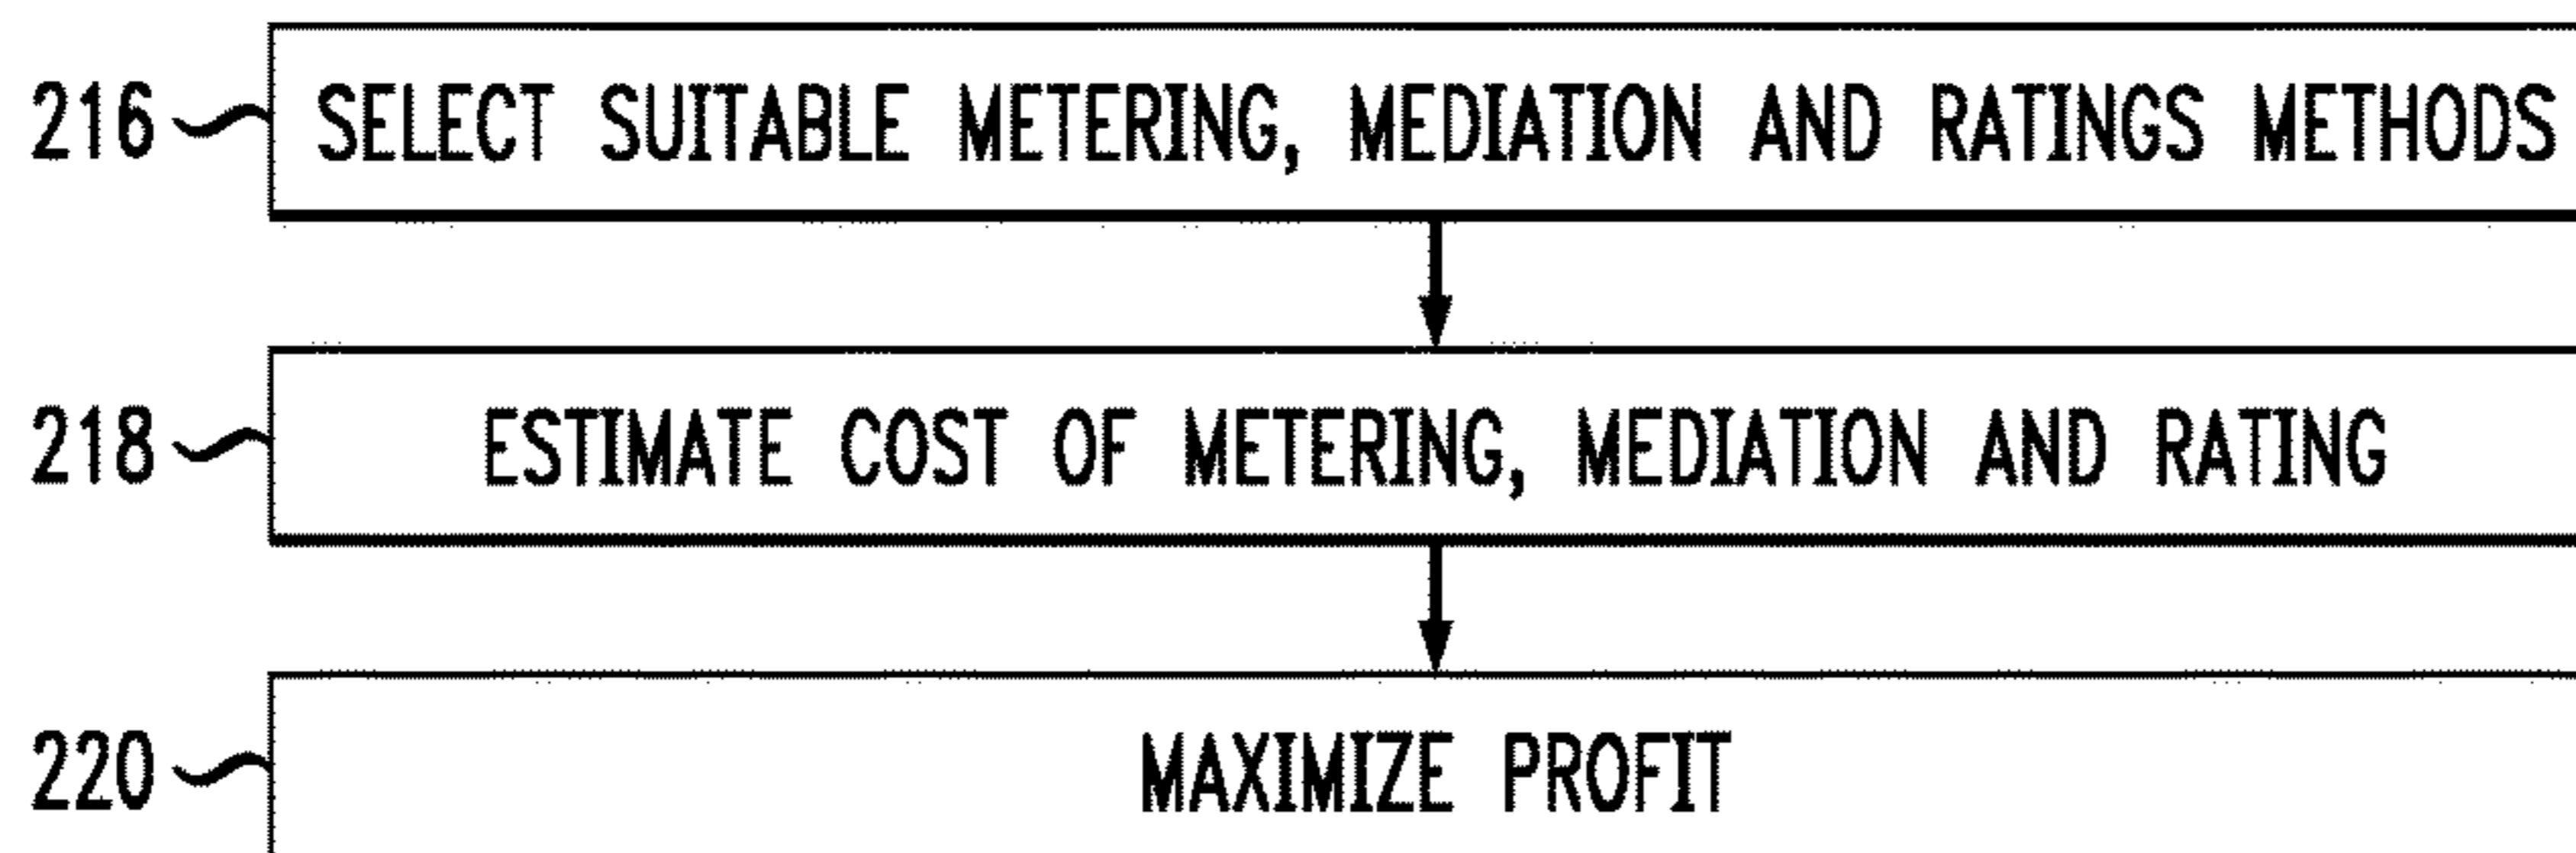 216 SELECT SUITABLE METERING, MEDIATION AND RATINGS METHODS
218 ESTIMATE COST OF METERING, MEDIATION AND RATING
220 MAXIMIZE PROFIT